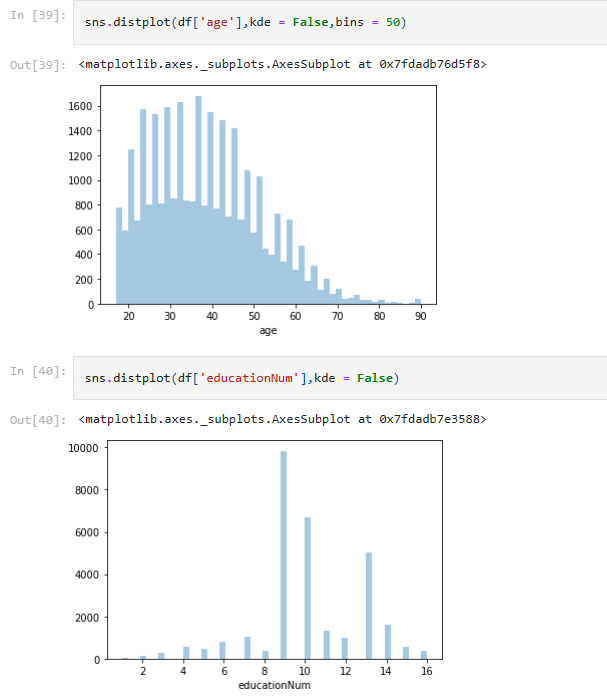 In [39]: sns.distplot(df['age'],kde = False,bins = 50)
Out[39]: <matplotlib.axes._subplots.AxesSubplot at 0x7fdadb76d5f8>
1600
1400
1200
1000
800
600
400
200
0
20 30 40 50 60 70 80 90
age
In [40]: sns.distplot(df['educationNum'],kde = False)
Out[40]: <matplotlib.axes._subplots.AxesSubplot at 0x7fdadb7e3588>
10000
8000
6000
4000
2000
0
2 4 6 8 10 12 14 16
educationNum